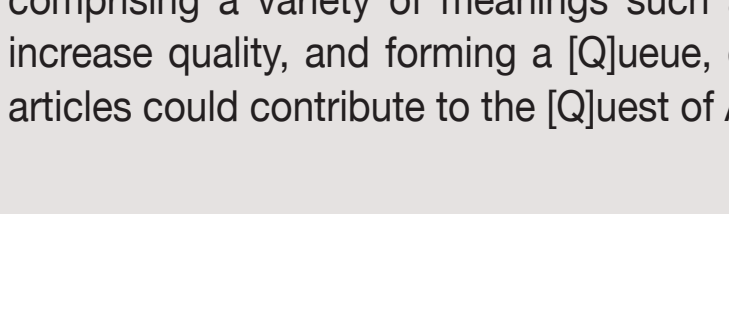 comprising a variety of meanings such
increase quality, and forming a [Q]ueue,
articles could contribute to the [Q]uest of